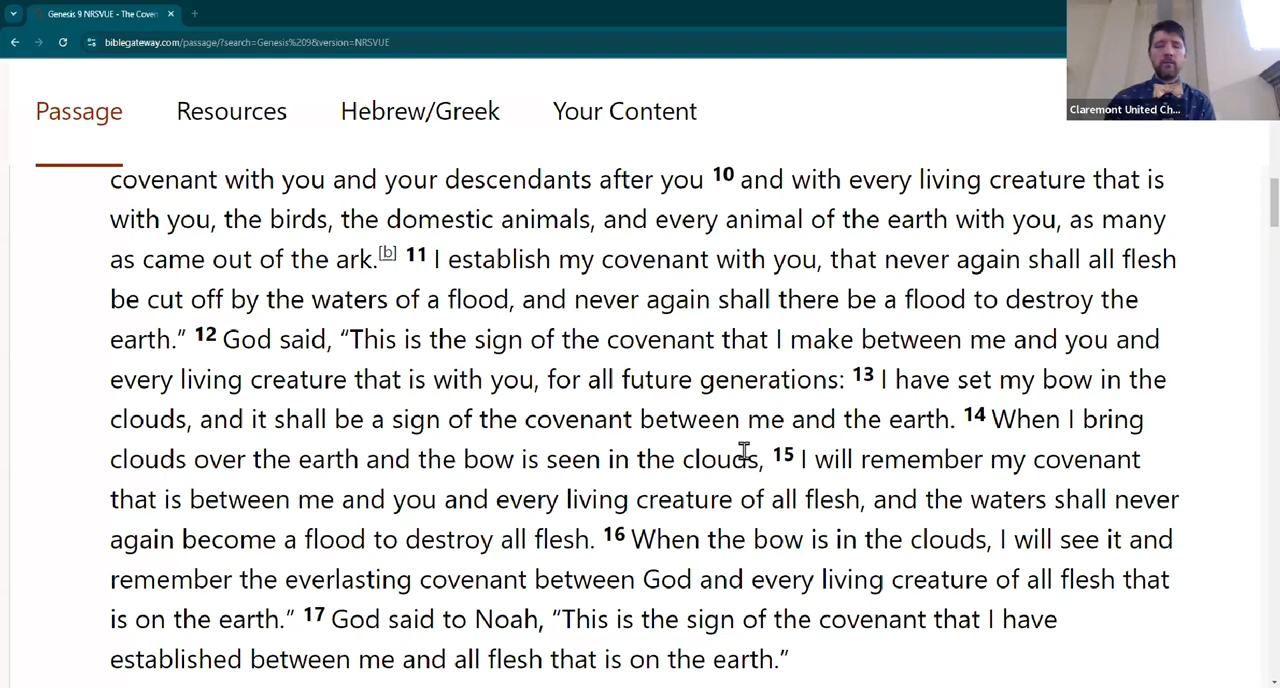 Genesis 9 NRSVUE - The Coven
biblegateway.com/passage/?search=Genesis%209&version=NRSVUE
Claremont United Ch...
Passage Resources Hebrew/Greek Your Content
covenant with you and your descendants after you 10 and with every living creature that is
with you, the birds, the domestic animals, and every animal of the earth with you, as many
as came out of the ark.[b] 11 I establish my covenant with you, that never again shall all flesh
be cut off by the waters of a flood, and never again shall there be a flood to destroy the
earth.” 12 God said, “This is the sign of the covenant that I make between me and you and
every living creature that is with you, for all future generations: 13 I have set my bow in the
clouds, and it shall be a sign of the covenant between me and the earth. 14 When I bring
clouds over the earth and the bow is seen in the clouds, 15 I will remember my covenant
that is between me and you and every living creature of all flesh, and the waters shall never
again become a flood to destroy all flesh. 16 When the bow is in the clouds, I will see it and
remember the everlasting covenant between God and every living creature of all flesh that
is on the earth.” 17 God said to Noah, “This is the sign of the covenant that I have
established between me and all flesh that is on the earth.”